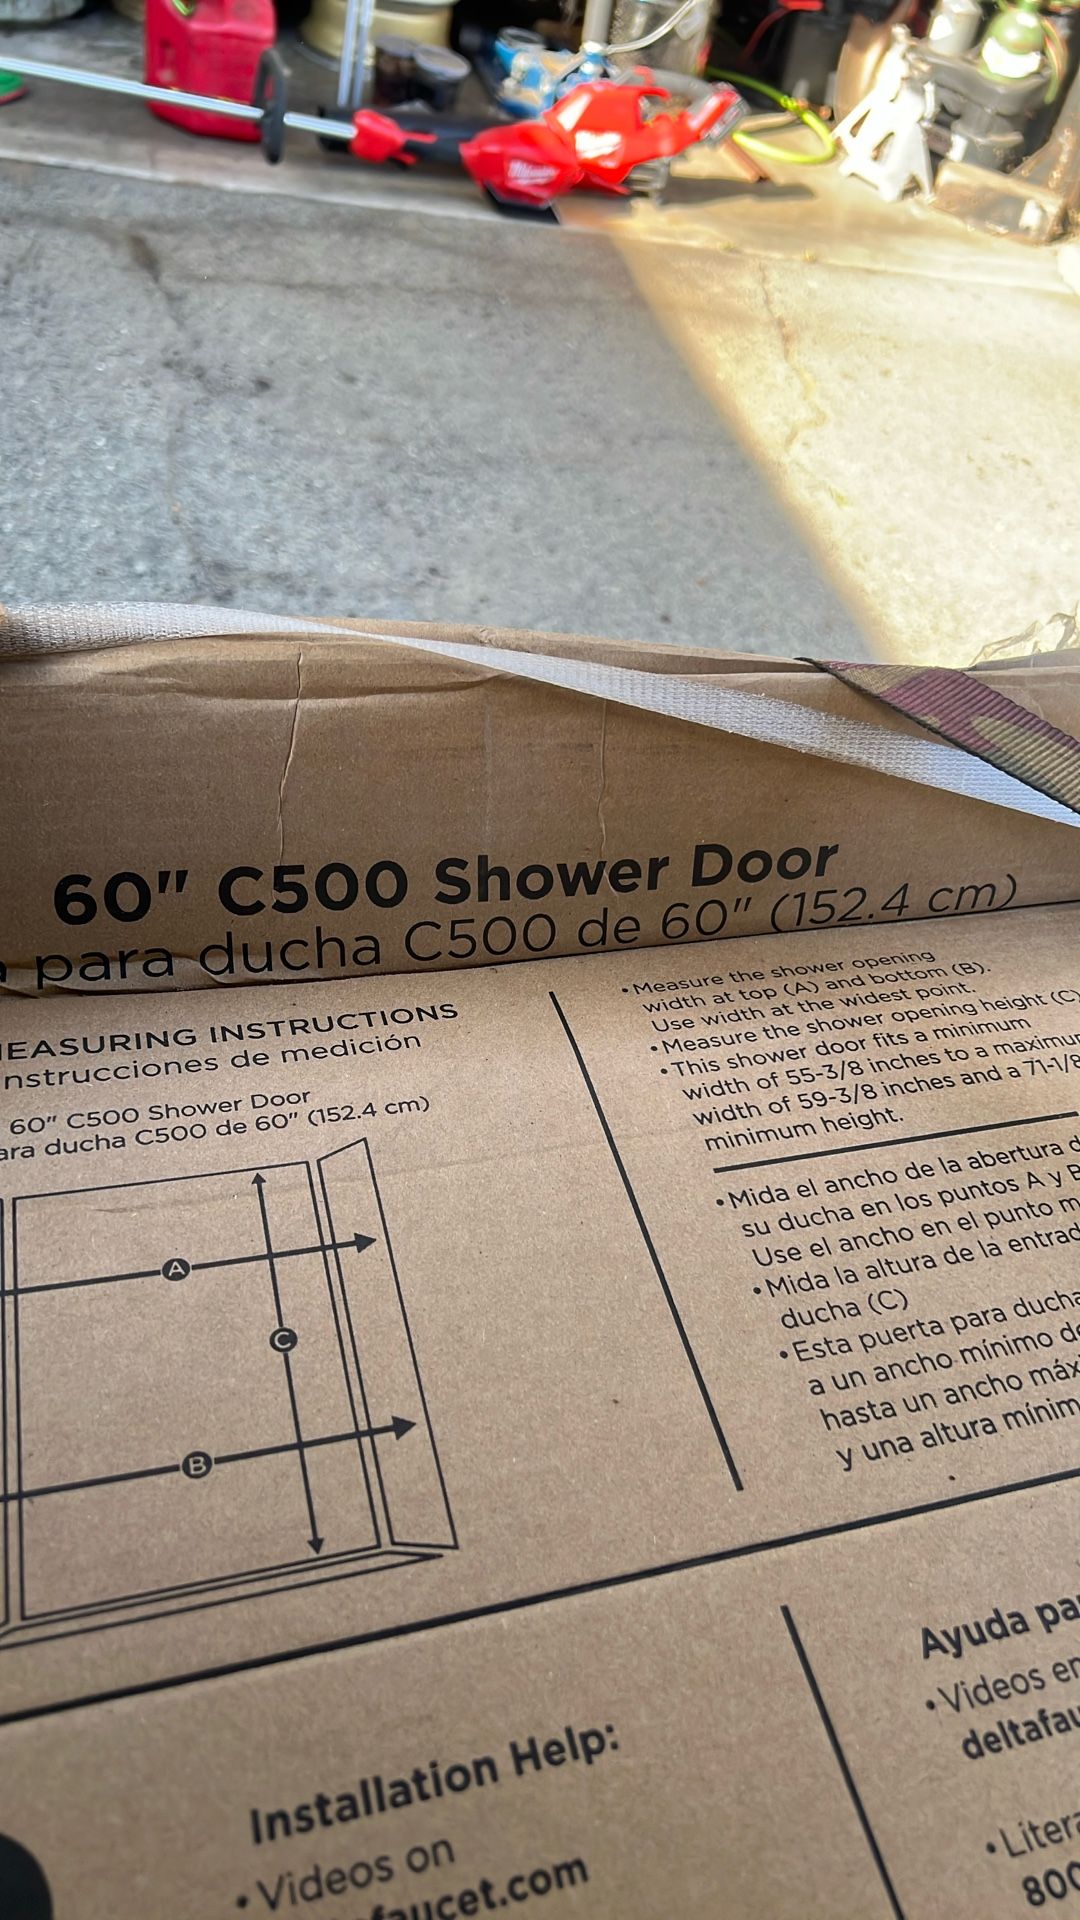 Milwaukee
60" C500 Shower Door
para ducha C500 de 60" (152.4 cm)
MEASURING INSTRUCTIONS
nstrucciones de medición
60" C500 Shower Door
ara ducha C500 de 60" (152.4 cm)
A
C
B
• Measure the shower opening
width at top (A) and bottom (B).
Use width at the widest point.
• Measure the shower opening height (C)
• This shower door fits a minimum
width of 55-3/8 inches to a maximum
width of 59-3/8 inches and a 71-1/8
minimum height.
• Mida el ancho de la abertura d
su ducha en los puntos A y B
Use el ancho en el punto m
• Mida la altura de la entrad
ducha (C)
• Esta puerta para ducha
a un ancho mínimo de
hasta un ancho máx
y una altura mínim
Installation Help:
• Videos on
faucet.com
Ayuda pa
• Videos en
deltafau
• Litera
800